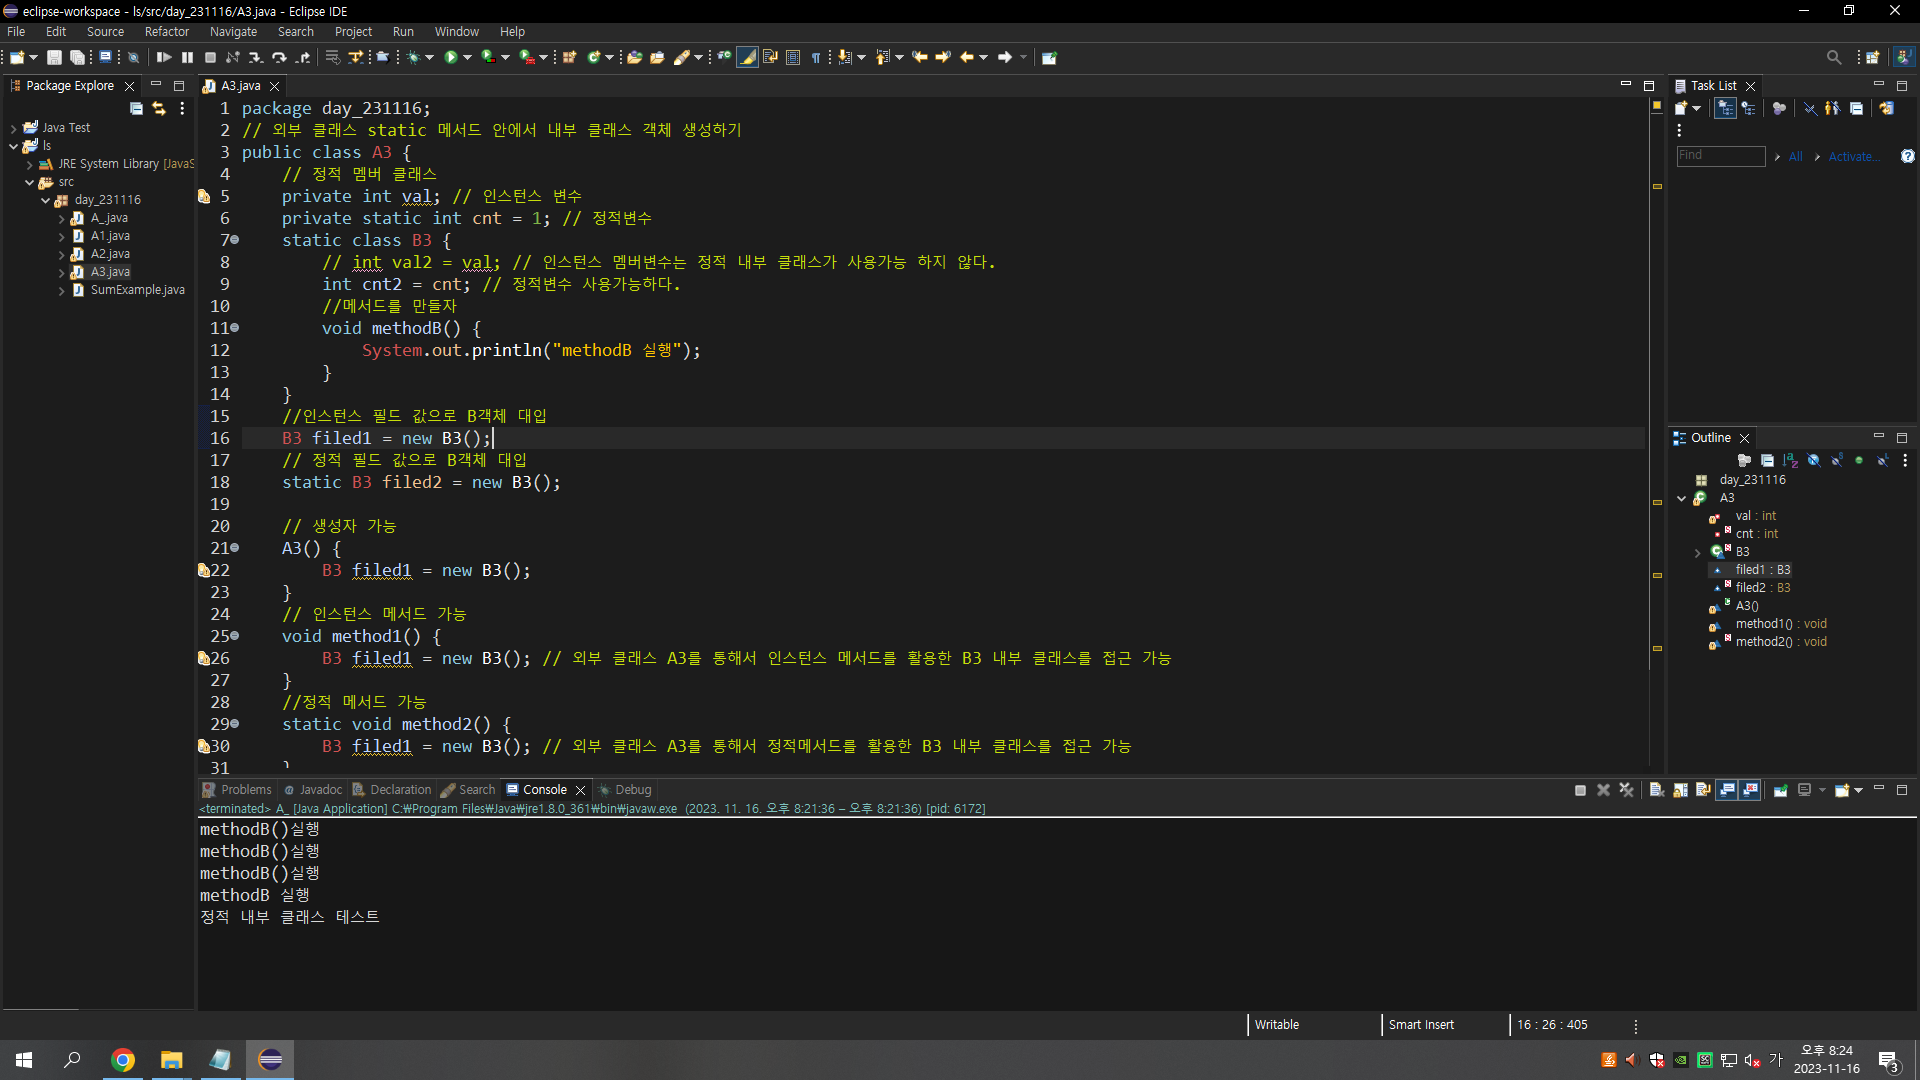 eclipse-workspace - ls/src/day_231116/A3.java - Eclipse IDE
File Edit Source Refactor Navigate Search Project Run Window Help
Package Explore
Java Test
ls
JRE System Library [JavaS
src
day_231116
A_.java
A1.java
A2.java
A3.java
SumExample.java
A3.java
1 package day_231116;
2 // 외부 클래스 static 메서드 안에서 내부 클래스 객체 생성하기
3 public class A3 {
4 // 정적 멤버 클래스
5 private int val; // 인스턴스 변수
6 private static int cnt = 1; // 정적변수
7 static class B3 {
8 // int val2 = val; // 인스턴스 멤버변수는 정적 내부 클래스가 사용가능 하지 않다.
9 int cnt2 = cnt; // 정적변수 사용가능하다.
10 //메서드를 만들자
11 void methodB() {
12 System.out.println("methodB 실행");
13 }
14 }
15 //인스턴스 필드 값으로 B객체 대입
16 B3 filed1 = new B3();
17 // 정적 필드 값으로 B객체 대입
18 static B3 filed2 = new B3();
19
20 // 생성자 가능
21 A3() {
22 B3 filed1 = new B3();
23 }
24 // 인스턴스 메서드 가능
25 void method1() {
26 B3 filed1 = new B3(); // 외부 클래스 A3를 통해서 인스턴스 메서드를 활용한 B3 내부 클래스를 접근 가능
27 }
28 //정적 메서드 가능
29 static void method2() {
30 B3 filed1 = new B3(); // 외부 클래스 A3를 통해서 정적메서드를 활용한 B3 내부 클래스를 접근 가능
31 }
Task List
Find All Activate...
Outline
day_231116
A3
val : int
cnt : int
B3
filed1 : B3
filed2 : B3
A3()
method1() : void
method2() : void
Problems Javadoc Declaration Search Console Debug
<terminated> A_ [Java Application] C:₩Program Files₩Java₩jre1.8.0_361₩bin₩javaw.exe (2023. 11. 16. 오후 8:21:36 – 오후 8:21:36) [pid: 6172]
methodB()실행
methodB()실행
methodB()실행
methodB 실행
정적 내부 클래스 테스트
Writable Smart Insert 16 : 26 : 405
가
오후 8:24
2023-11-16
3